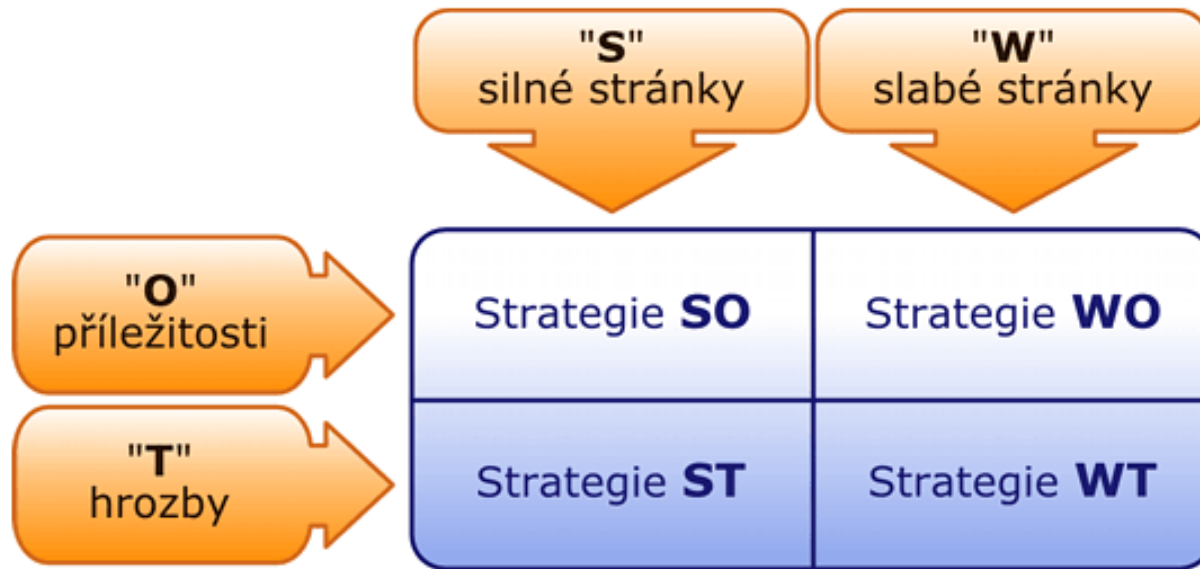 "S"
silné stránky
"W"
slabé stránky
"O"
příležitosti
Strategie SO
Strategie WO
"T"
hrozby
Strategie ST
Strategie WT